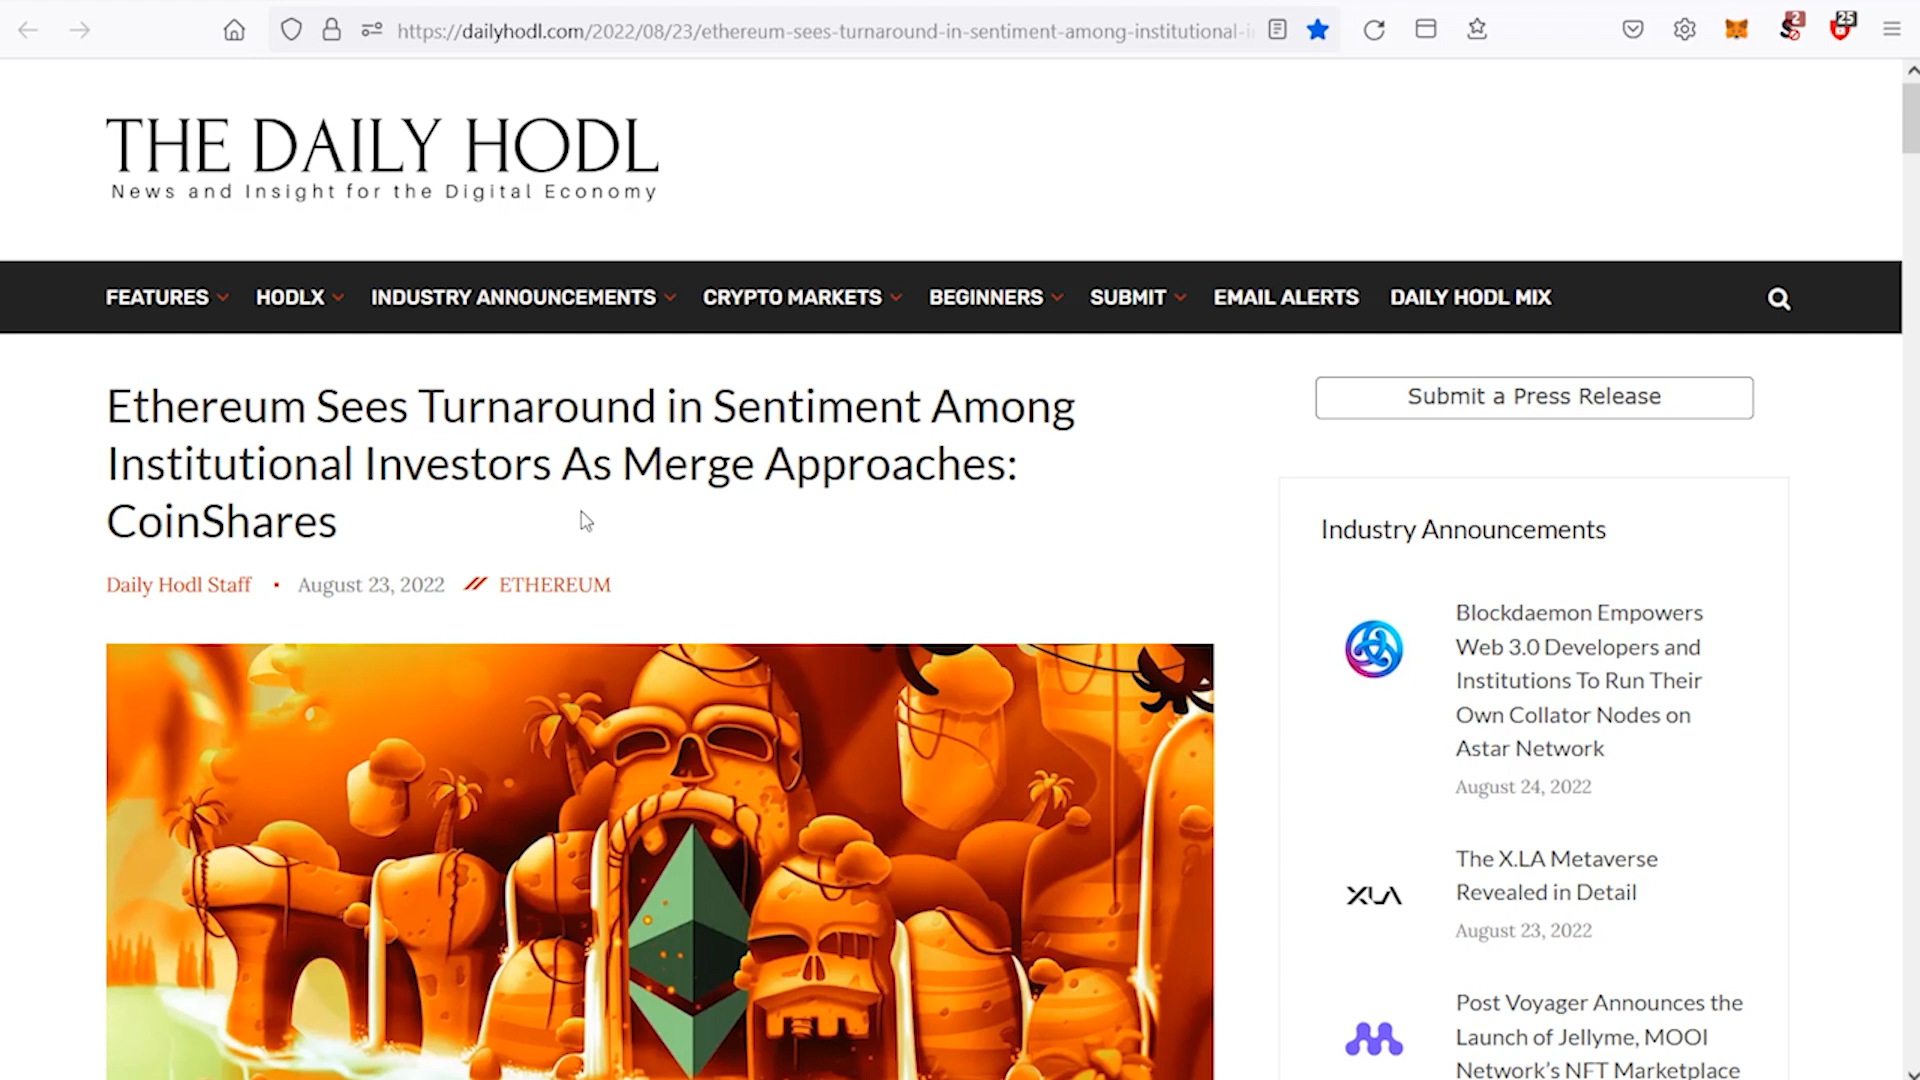 https://dailyhodl.com/2022/08/23/ethereum-sees-turnaround-in-sentiment-among-institutional-i
2
25
THE DAILY HODL
News and Insight for the Digital Economy
FEATURES HODLX INDUSTRY ANNOUNCEMENTS CRYPTO MARKETS BEGINNERS SUBMIT EMAIL ALERTS DAILY HODL MIX
Ethereum Sees Turnaround in Sentiment Among
Institutional Investors As Merge Approaches:
CoinShares
Daily Hodl Staff • August 23, 2022 // ETHEREUM
Submit a Press Release
Industry Announcements
Blockdaemon Empowers
Web 3.0 Developers and
Institutions To Run Their
Own Collator Nodes on
Astar Network
August 24, 2022
XLA
The X.LA Metaverse
Revealed in Detail
August 23, 2022
Post Voyager Announces the
Launch of Jellyme, MOOI
Network's NFT Marketplace